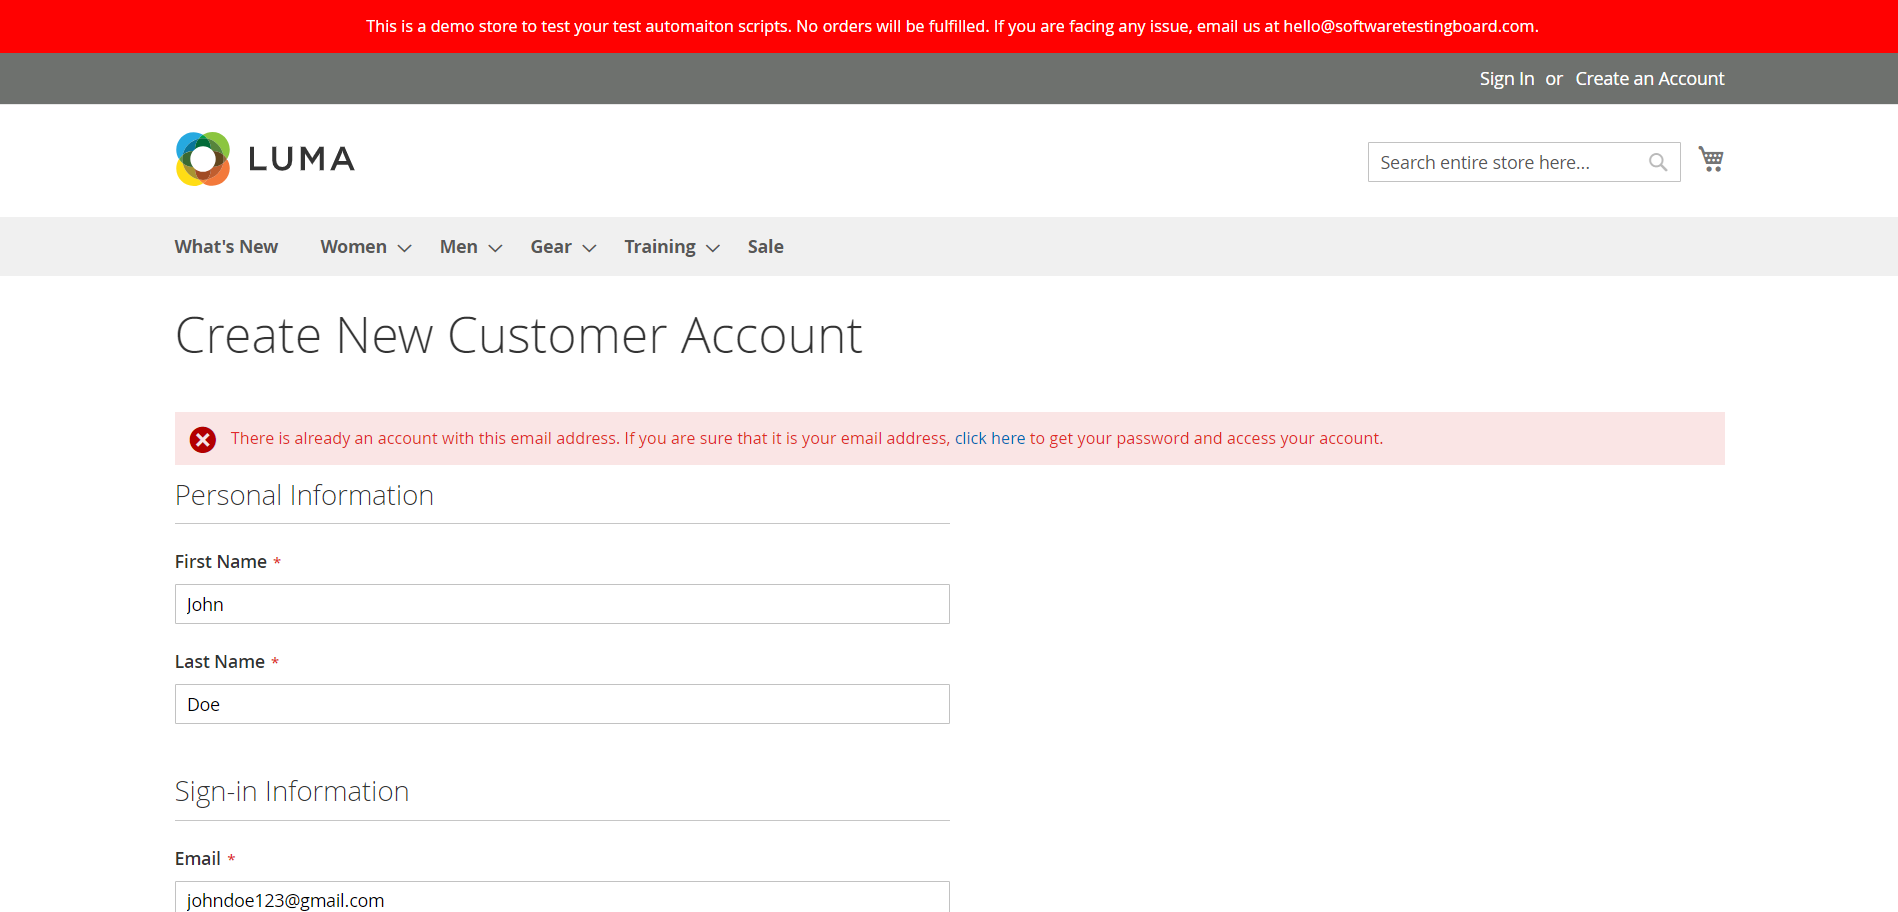 This is a demo store to test your test automaiton scripts. No orders will be fulfilled. If you are facing any issue, email us at hello@softwaretestingboard.com.
Sign In or Create an Account
LUMA
Search entire store here...
What's New Women Men Gear Training Sale
Create New Customer Account
There is already an account with this email address. If you are sure that it is your email address, click here to get your password and access your account.
Personal Information
First Name *
John
Last Name *
Doe
Sign-in Information
Email *
johndoe123@gmail.com